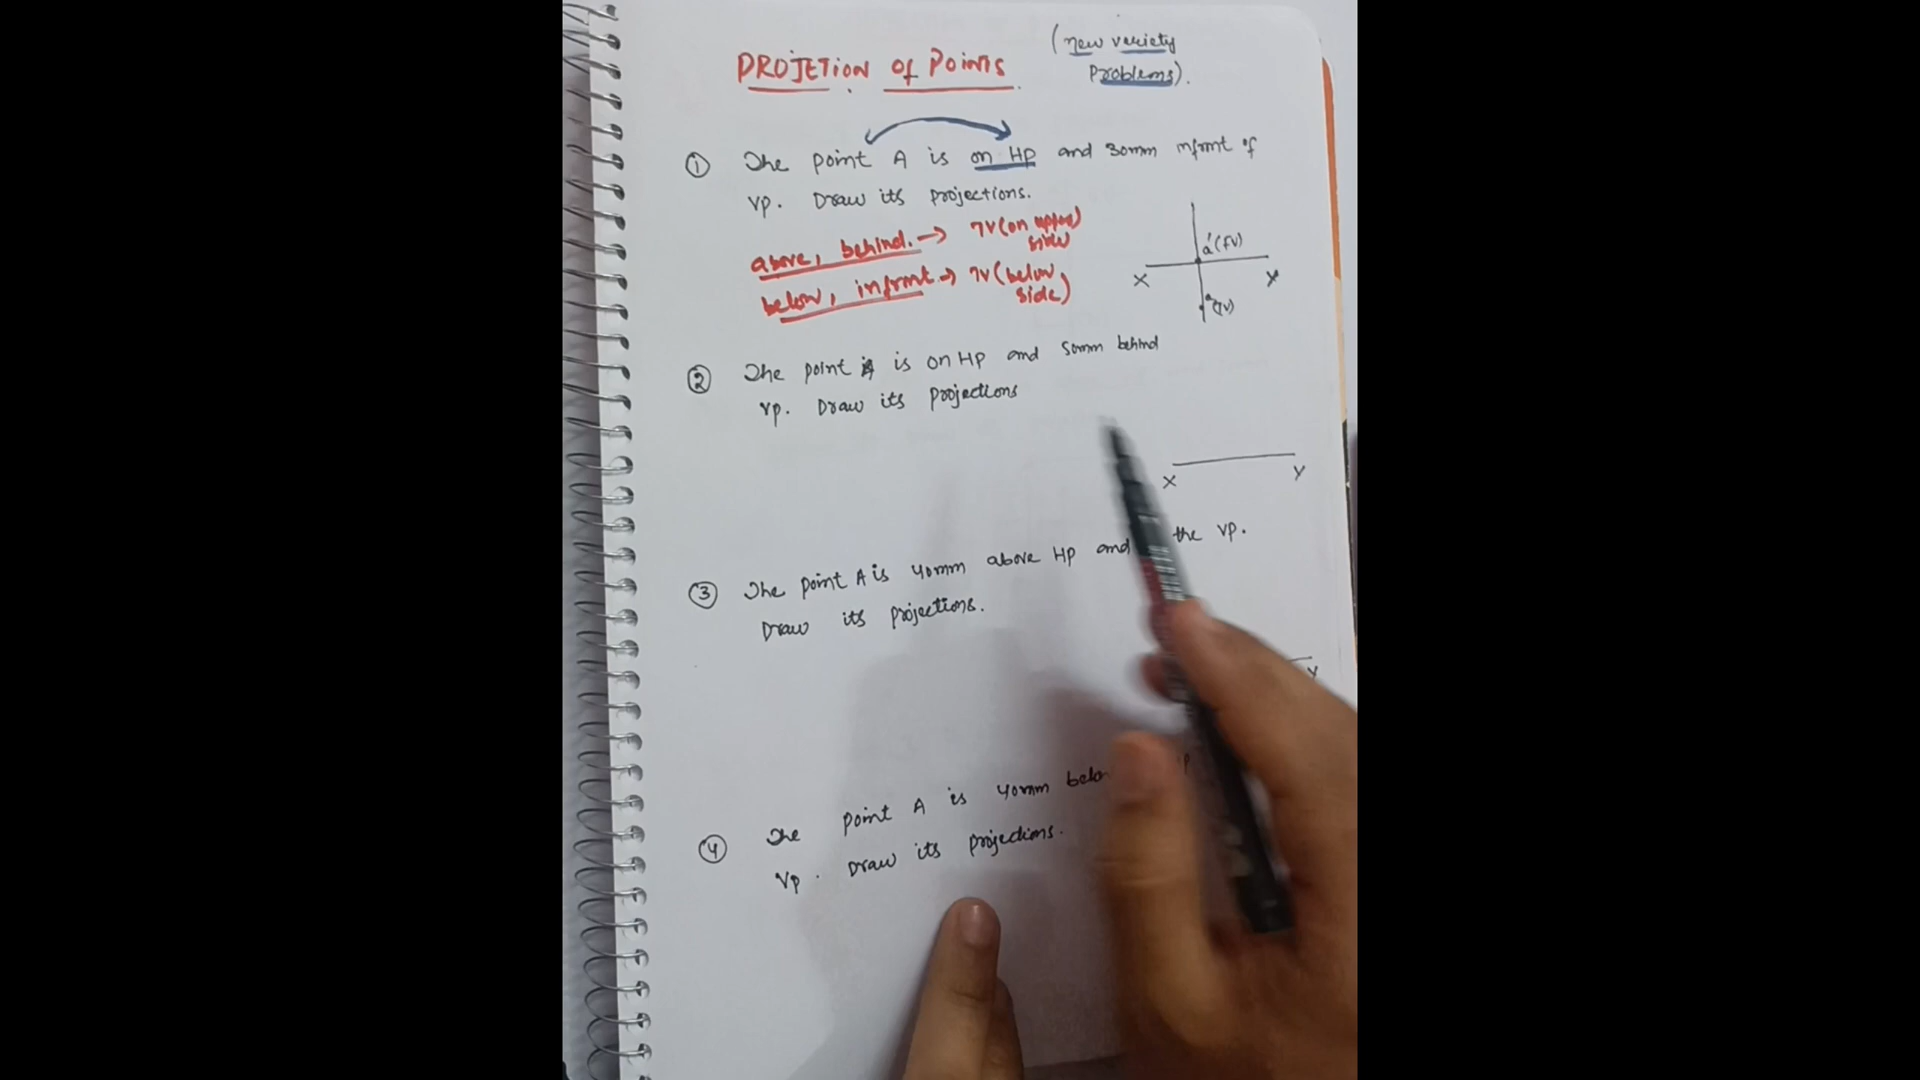 PROJETION of POINTS
(new variety
problems).
① The point A is on HP and 30mm infrnt of
VP. Draw its projections.
above, behind. → TV (on upper
side)
below, infrnt → TV (below
side)
a' (FV)
X Y
a (TV)
② The point A is on HP and 50mm behind
VP. Draw its projections
X Y
③ The point A is 40mm above HP and the VP.
Draw its projections.
Y
④ The point A is 40mm
VP. Draw its projections.